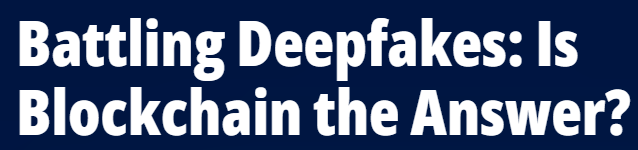 Battling Deepfakes: Is
Blockchain the Answer?